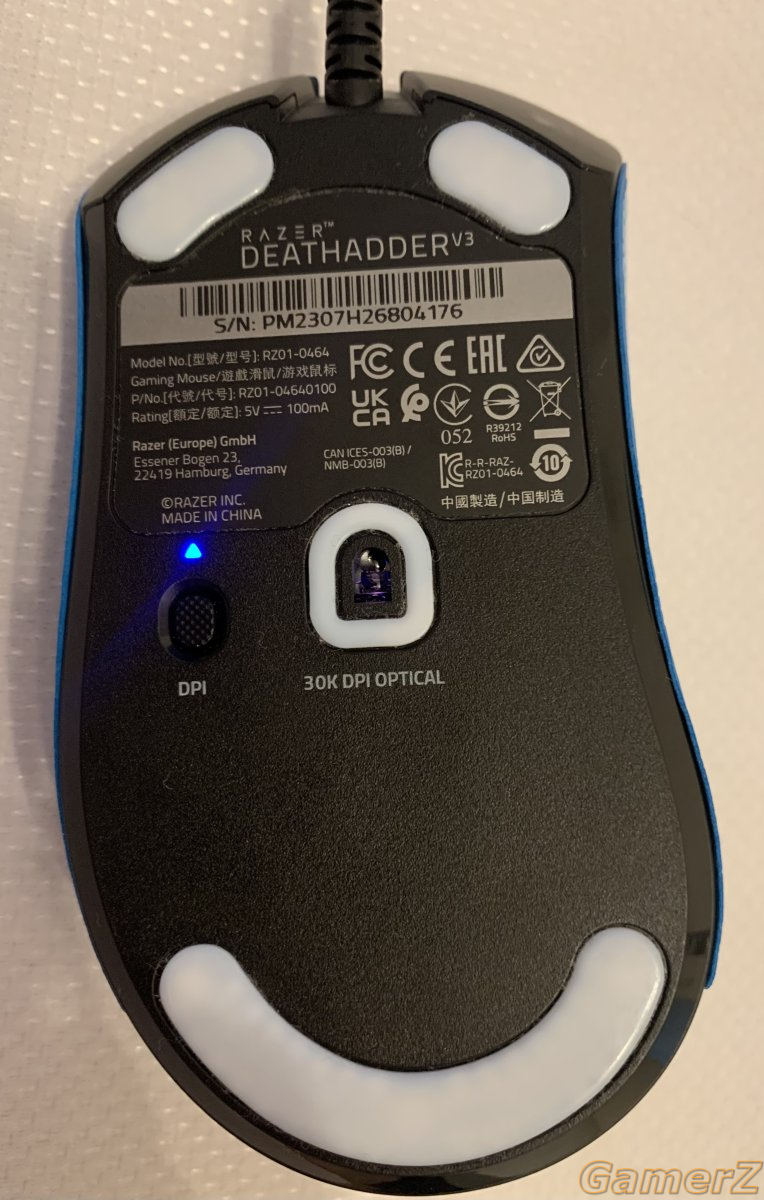 RAZER™
DEATHADDER V3
S/N: PM2307H26804176
Model No.[型號/型号]: RZ01-0464
Gaming Mouse/遊戲滑鼠/游戏鼠标
P/No.[代號/代号]: RZ01-04640100
Rating[額定/额定]: 5V⎓ 100mA
Razer (Europe) GmbH
Essener Bogen 23,
22419 Hamburg, Germany
©RAZER INC.
MADE IN CHINA
FC CE EAC
UK
CA
052
R39212
RoHS
CAN ICES-003(B) /
NMB-003(B)
R-R-RAZ-
RZ01-0464
10
中國製造/中国制造
DPI
30K DPI OPTICAL
GamerZ